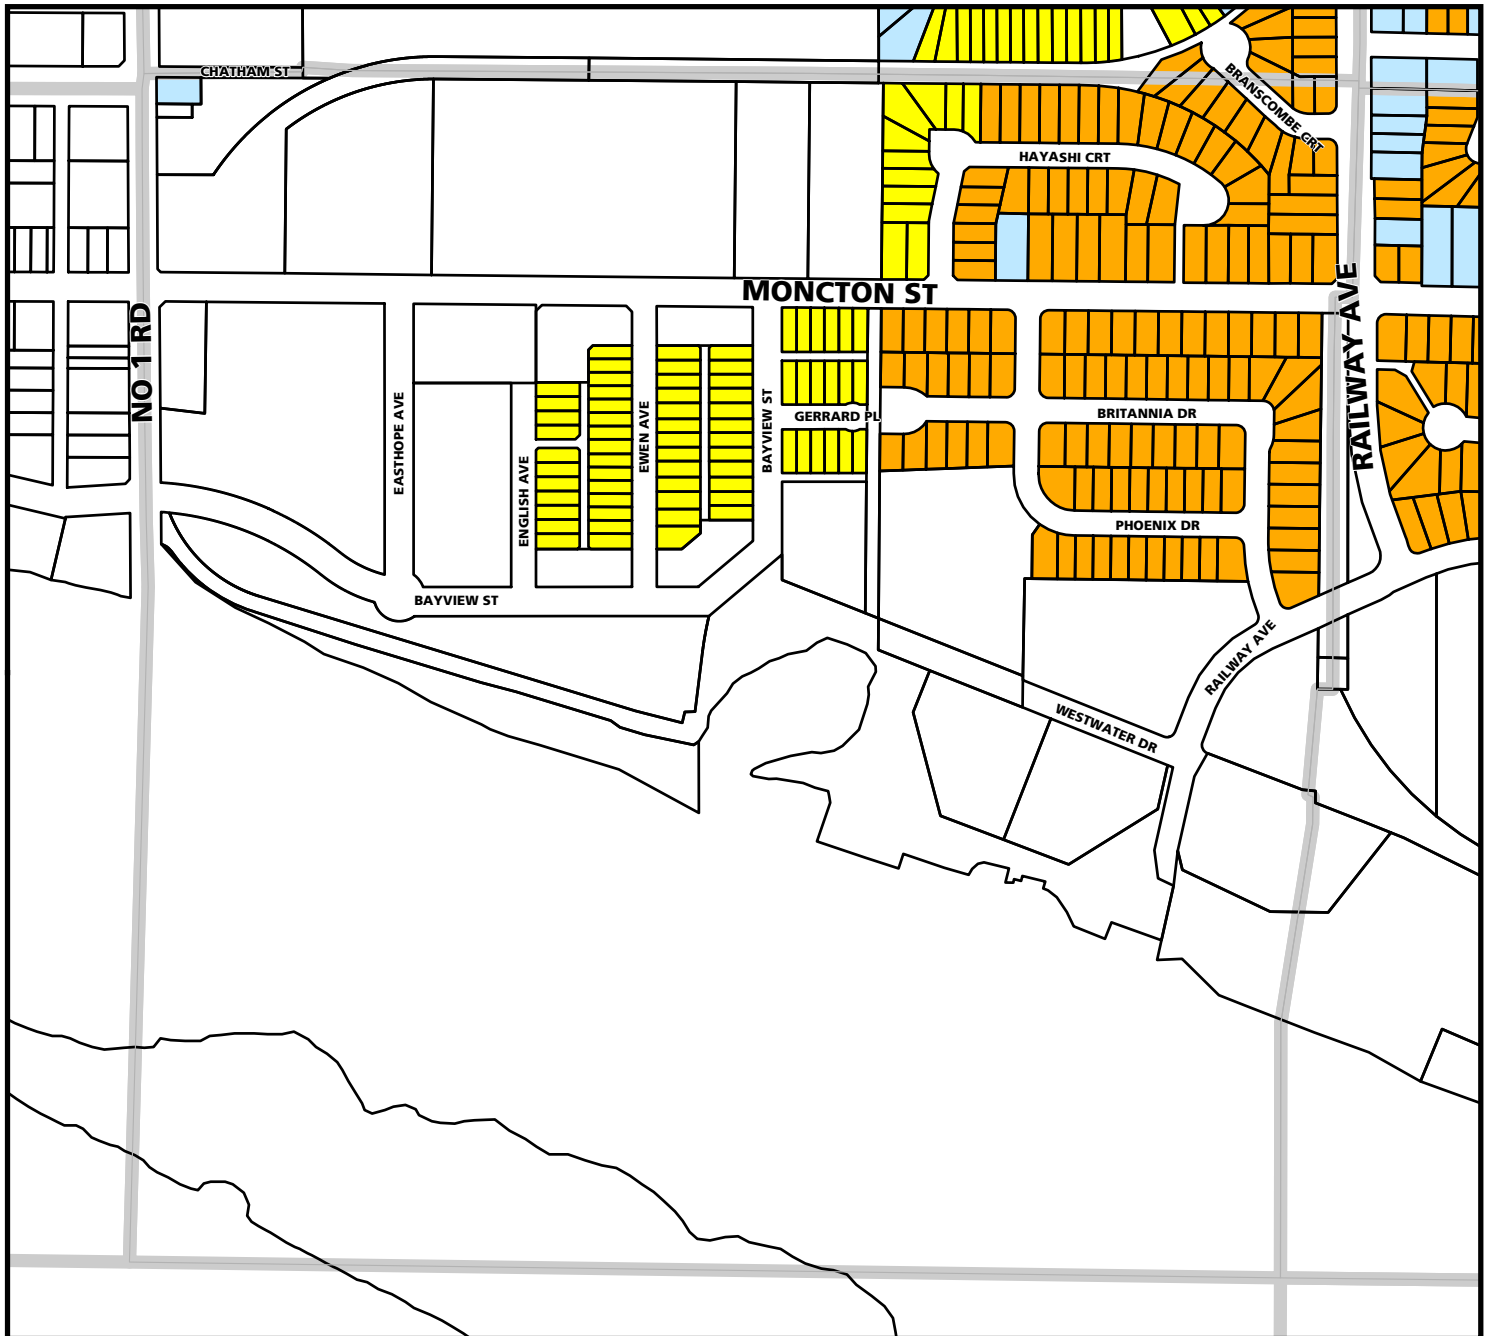 CHATHAM ST
BRANSCOMBE CRT
HAYASHI CRT
MONCTON ST
RAILWAY AVE
NO 1 RD
EASTHOPE AVE
ENGLISH AVE
EWEN AVE
BAYVIEW ST
GERRARD PL
BRITANNIA DR
PHOENIX DR
BAYVIEW ST
RAILWAY AVE
WESTWATER DR